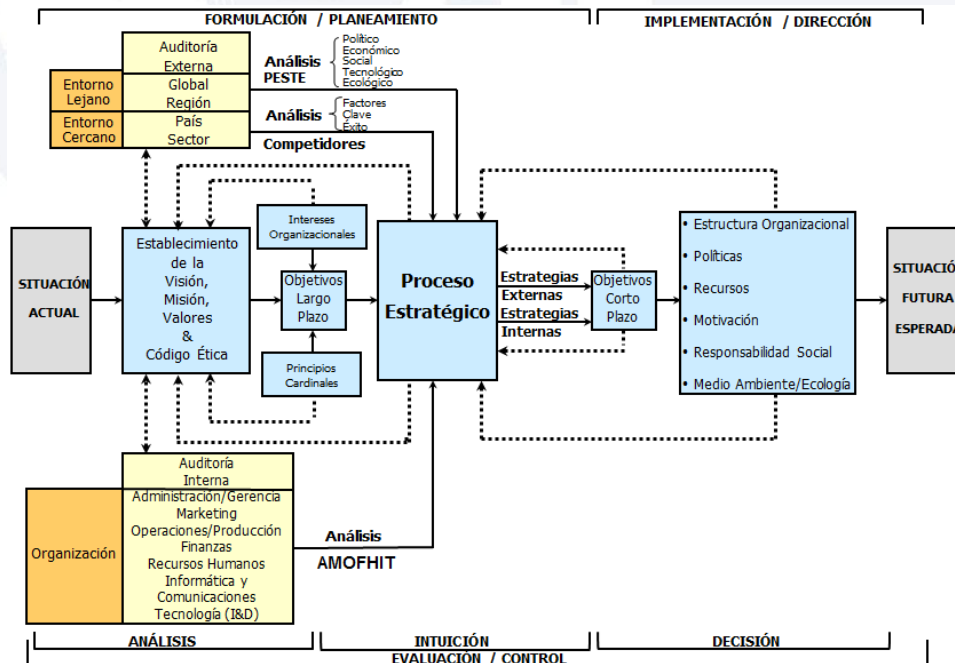 FORMULACIÓN / PLANEAMIENTO
IMPLEMENTACIÓN / DIRECCIÓN
Auditoría
Externa
Entorno
Lejano
Global
Región
Entorno
Cercano
País
Sector
Análisis
PESTE
Político
Económico
Social
Tecnológico
Ecológico
Análisis
Factores
Clave
Éxito
Competidores
SITUACIÓN
ACTUAL
Establecimiento
de la
Visión,
Misión,
Valores
&
Código Ética
Intereses
Organizacionales
Objetivos
Largo
Plazo
Principios
Cardinales
Proceso
Estratégico
Estrategias
Externas
Estrategias
Internas
Objetivos
Corto
Plazo
• Estructura Organizacional
• Políticas
• Recursos
• Motivación
• Responsabilidad Social
• Medio Ambiente/Ecología
SITUACIÓN
FUTURA
ESPERADA
Auditoría
Interna
Organización
Administración/Gerencia
Marketing
Operaciones/Producción
Finanzas
Recursos Humanos
Informática y
Comunicaciones
Tecnología (I&D)
Análisis
AMOFHIT
ANÁLISIS
INTUICIÓN
DECISIÓN
EVALUACIÓN / CONTROL